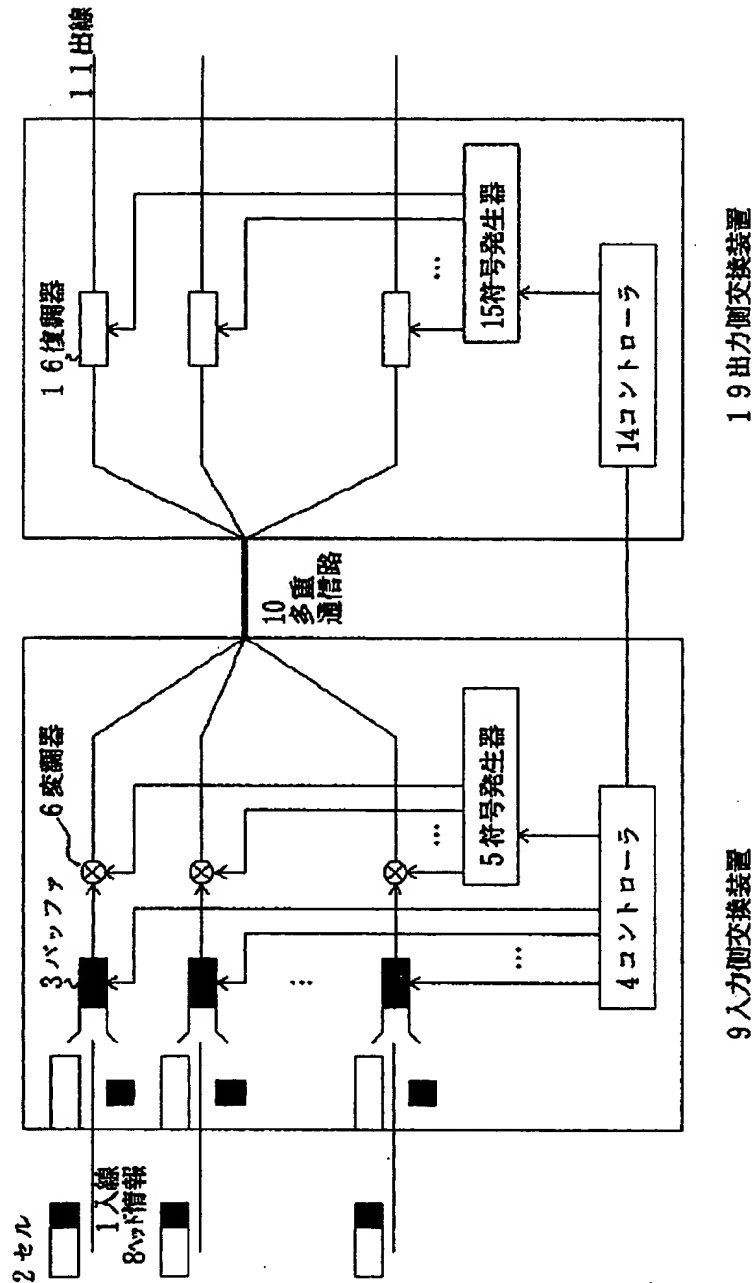 2セル
1入線
8ヘッド情報
3バッファ
6変調器
…
…
…
5符号発生器
4コントローラ
9入力側交換装置
10
多重
通信路
16復調器
11出線
…
15符号発生器
14コントローラ
19出力側交換装置